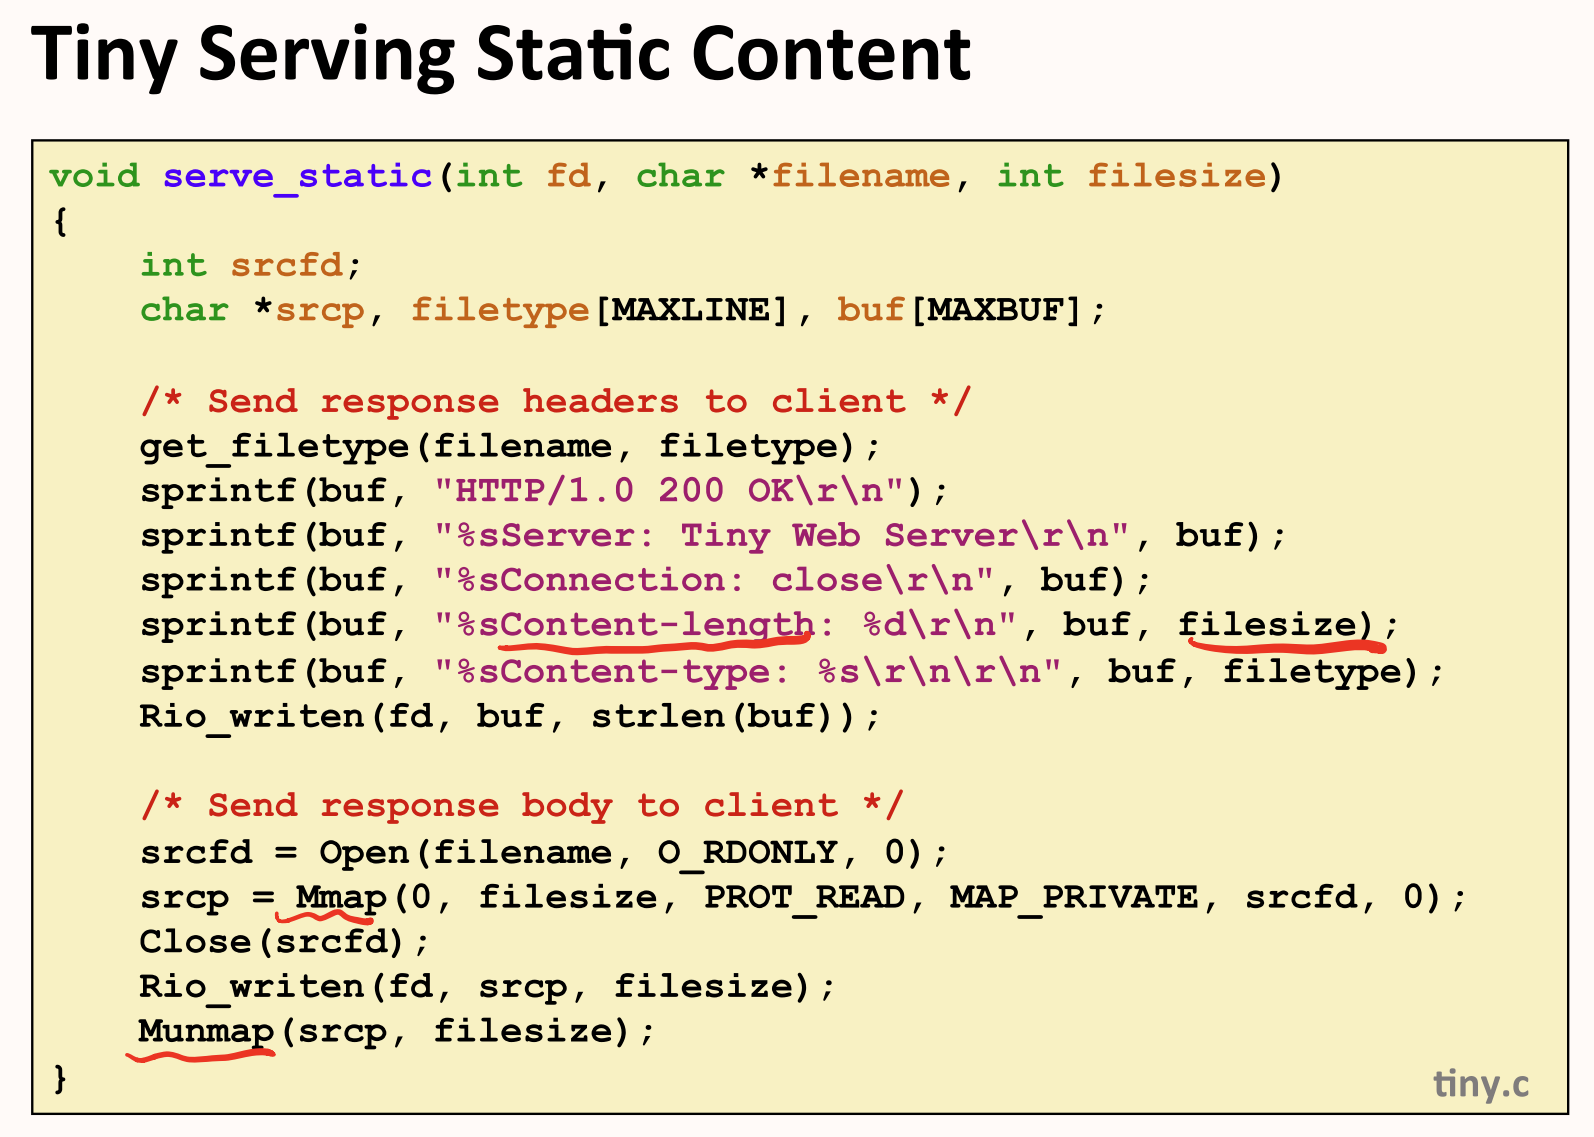 Tiny Serving Static Content
void serve_static(int fd, char *filename, int filesize)
{
    int srcfd;
    char *srcp, filetype[MAXLINE], buf[MAXBUF];
    /* Send response headers to client */
    get_filetype(filename, filetype);
    sprintf(buf, "HTTP/1.0 200 OK\r\n");
    sprintf(buf, "%sServer: Tiny Web Server\r\n", buf);
    sprintf(buf, "%sConnection: close\r\n", buf);
    sprintf(buf, "%sContent-length: %d\r\n", buf, filesize);
    sprintf(buf, "%sContent-type: %s\r\n\r\n", buf, filetype);
    Rio_writen(fd, buf, strlen(buf));
    /* Send response body to client */
    srcfd = Open(filename, O_RDONLY, 0);
    srcp = Mmap(0, filesize, PROT_READ, MAP_PRIVATE, srcfd, 0);
    Close(srcfd);
    Rio_writen(fd, srcp, filesize);
    Munmap(srcp, filesize);
}
tiny.c